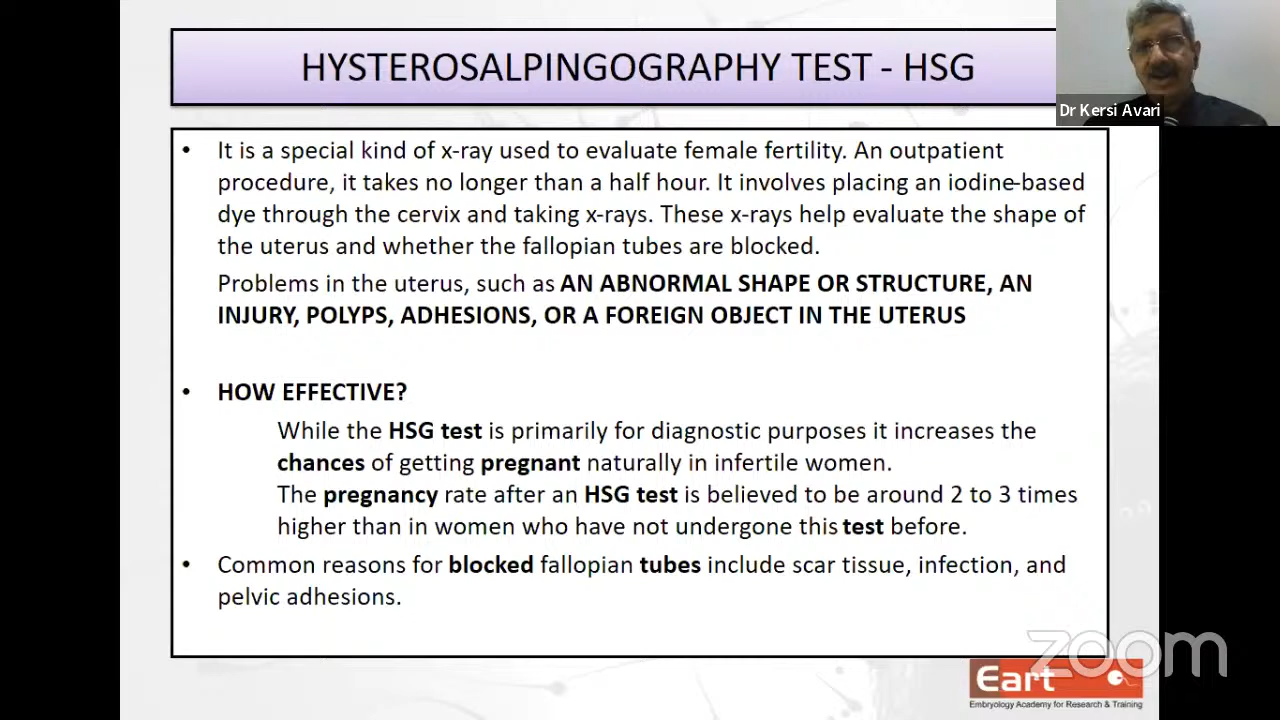 HYSTEROSALPINGOGRAPHY TEST - HSG
Dr Kersi Avari
• It is a special kind of x-ray used to evaluate female fertility. An outpatient
procedure, it takes no longer than a half hour. It involves placing an iodine-based
dye through the cervix and taking x-rays. These x-rays help evaluate the shape of
the uterus and whether the fallopian tubes are blocked.
Problems in the uterus, such as AN ABNORMAL SHAPE OR STRUCTURE, AN
INJURY, POLYPS, ADHESIONS, OR A FOREIGN OBJECT IN THE UTERUS
• HOW EFFECTIVE?
While the HSG test is primarily for diagnostic purposes it increases the
chances of getting pregnant naturally in infertile women.
The pregnancy rate after an HSG test is believed to be around 2 to 3 times
higher than in women who have not undergone this test before.
• Common reasons for blocked fallopian tubes include scar tissue, infection, and
pelvic adhesions.
zoom
Eart
Embryology Academy for Research & Training